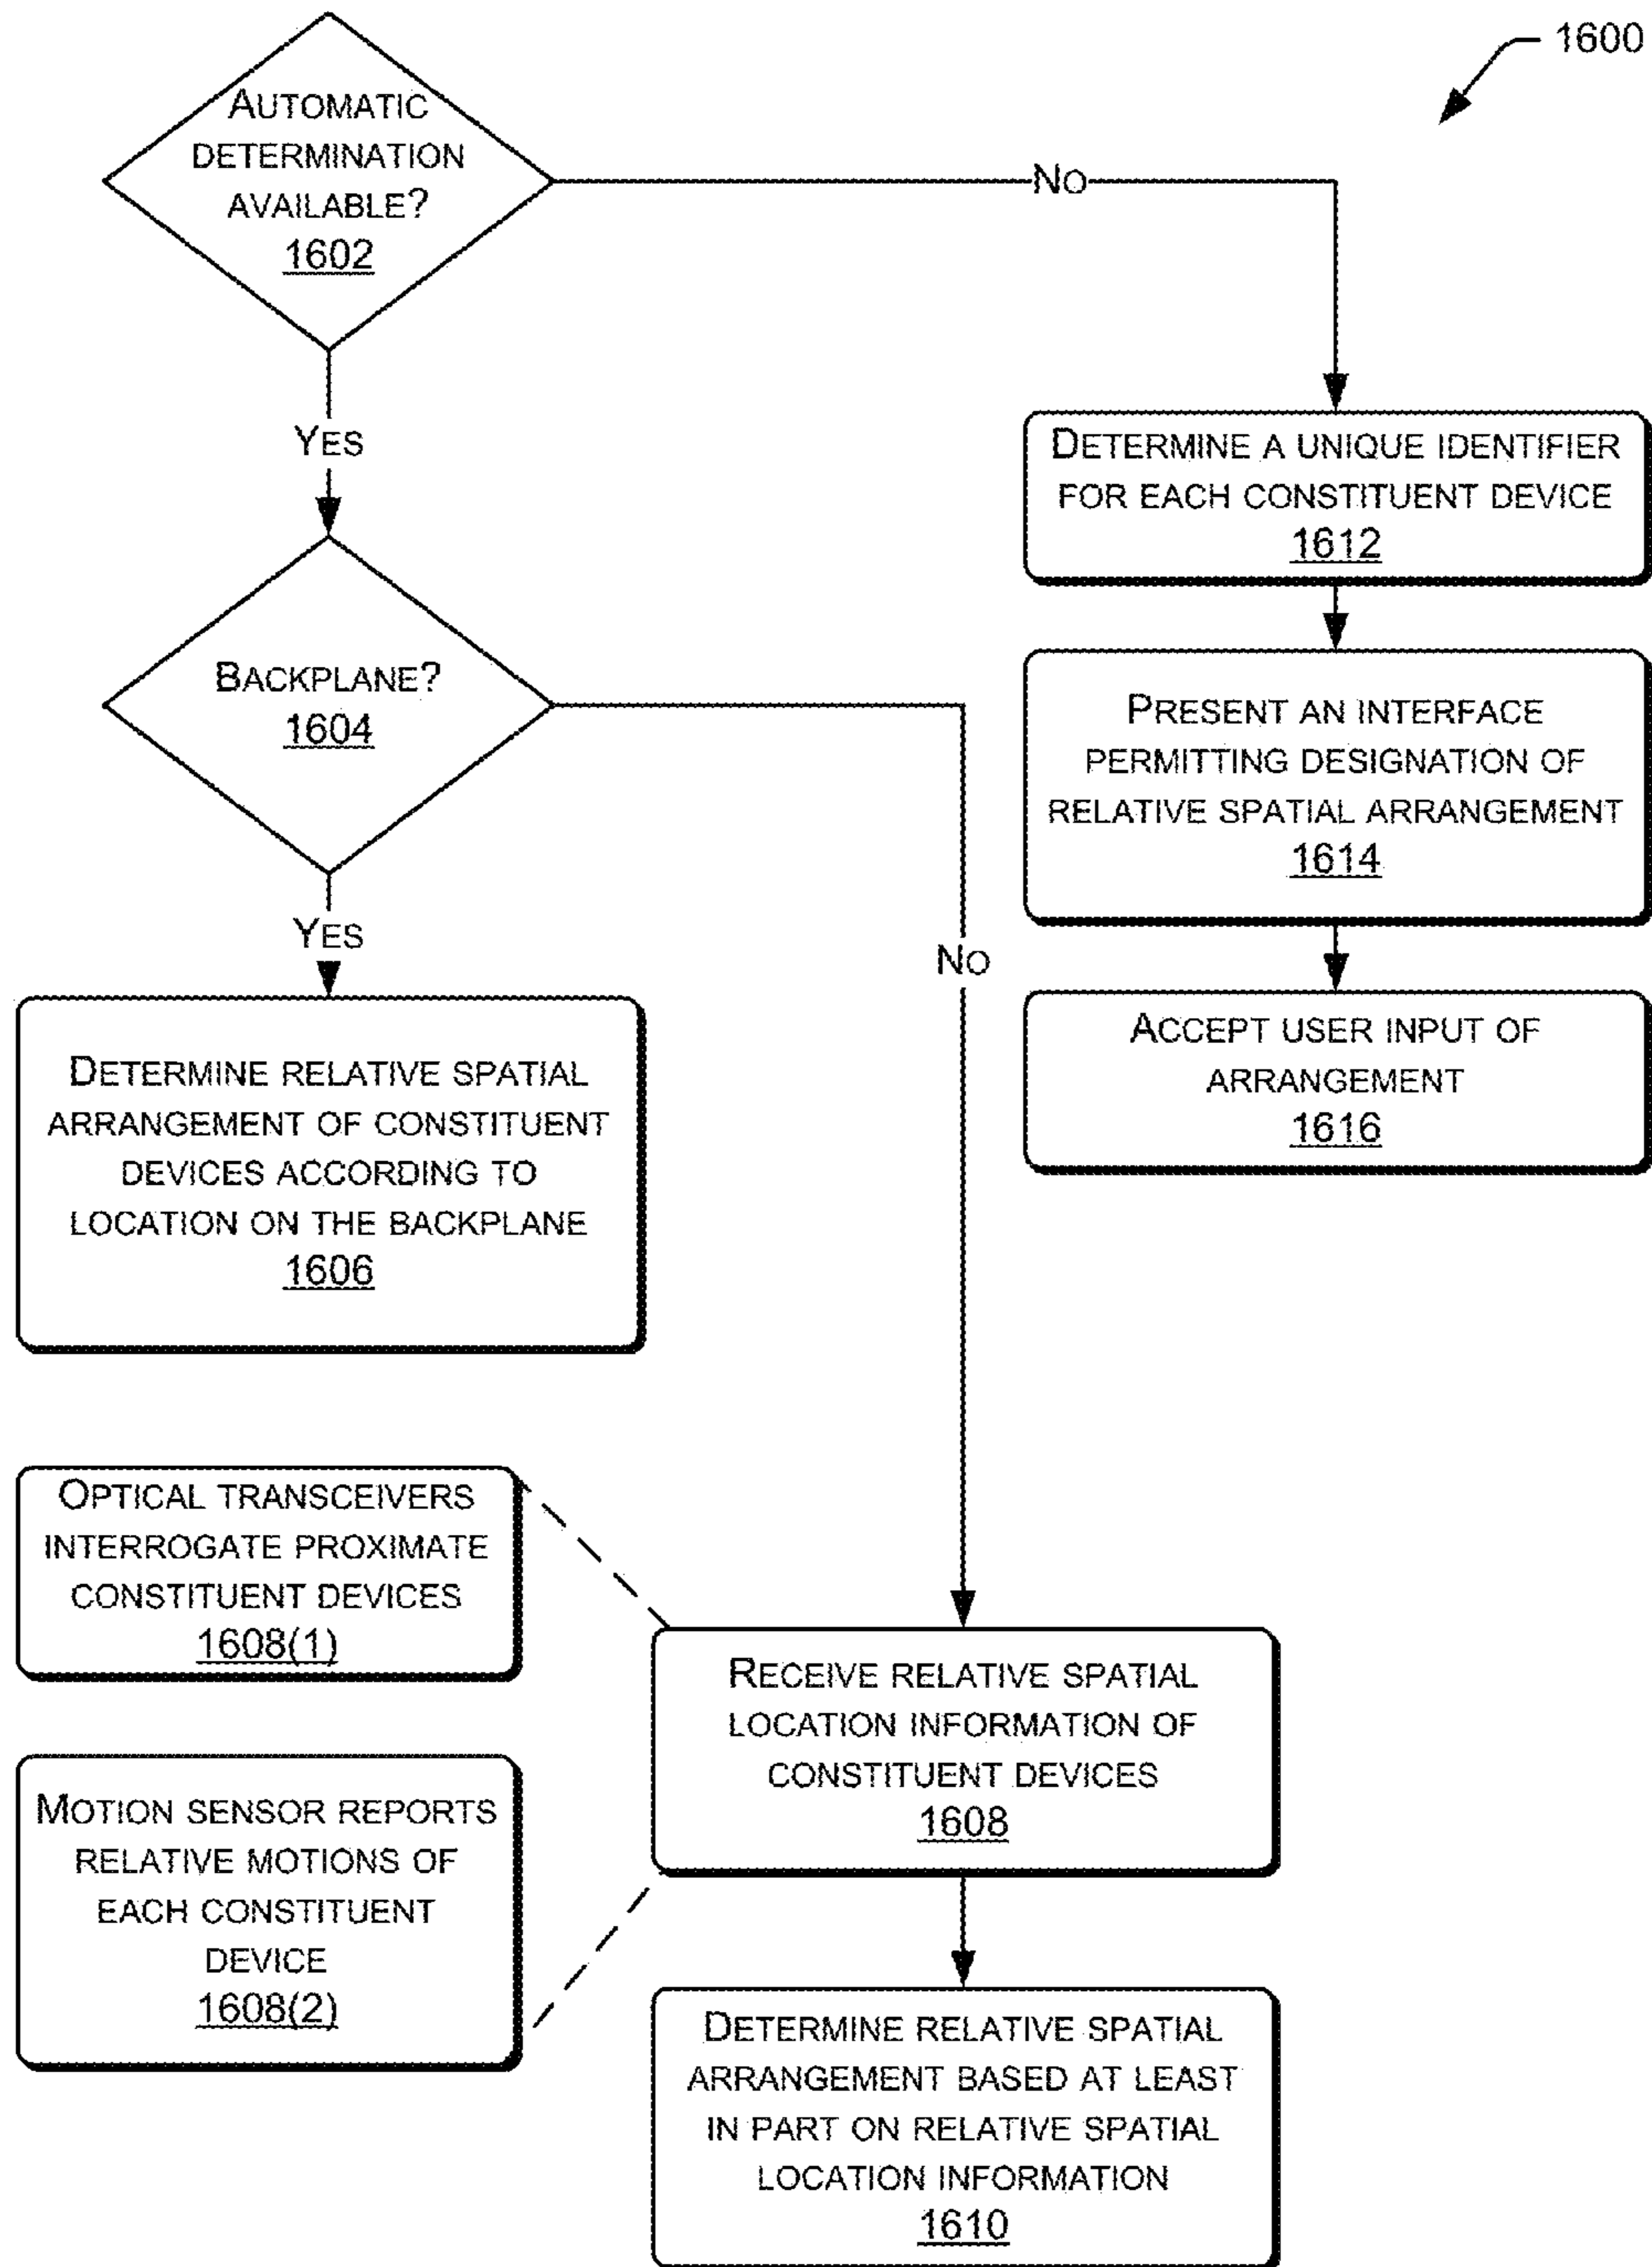 1600
AUTOMATIC
DETERMINATION
AVAILABLE?
1602
NO
YES
DETERMINE A UNIQUE IDENTIFIER
FOR EACH CONSTITUENT DEVICE
1612
BACKPLANE?
1604
PRESENT AN INTERFACE
PERMITTING DESIGNATION OF
RELATIVE SPATIAL ARRANGEMENT
1614
YES
NO
ACCEPT USER INPUT OF
ARRANGEMENT
1616
DETERMINE RELATIVE SPATIAL
ARRANGEMENT OF CONSTITUENT
DEVICES ACCORDING TO
LOCATION ON THE BACKPLANE
1606
OPTICAL TRANSCEIVERS
INTERROGATE PROXIMATE
CONSTITUENT DEVICES
1608(1)
RECEIVE RELATIVE SPATIAL
LOCATION INFORMATION OF
CONSTITUENT DEVICES
1608
MOTION SENSOR REPORTS
RELATIVE MOTIONS OF
EACH CONSTITUENT
DEVICE
1608(2)
DETERMINE RELATIVE SPATIAL
ARRANGEMENT BASED AT LEAST
IN PART ON RELATIVE SPATIAL
LOCATION INFORMATION
1610